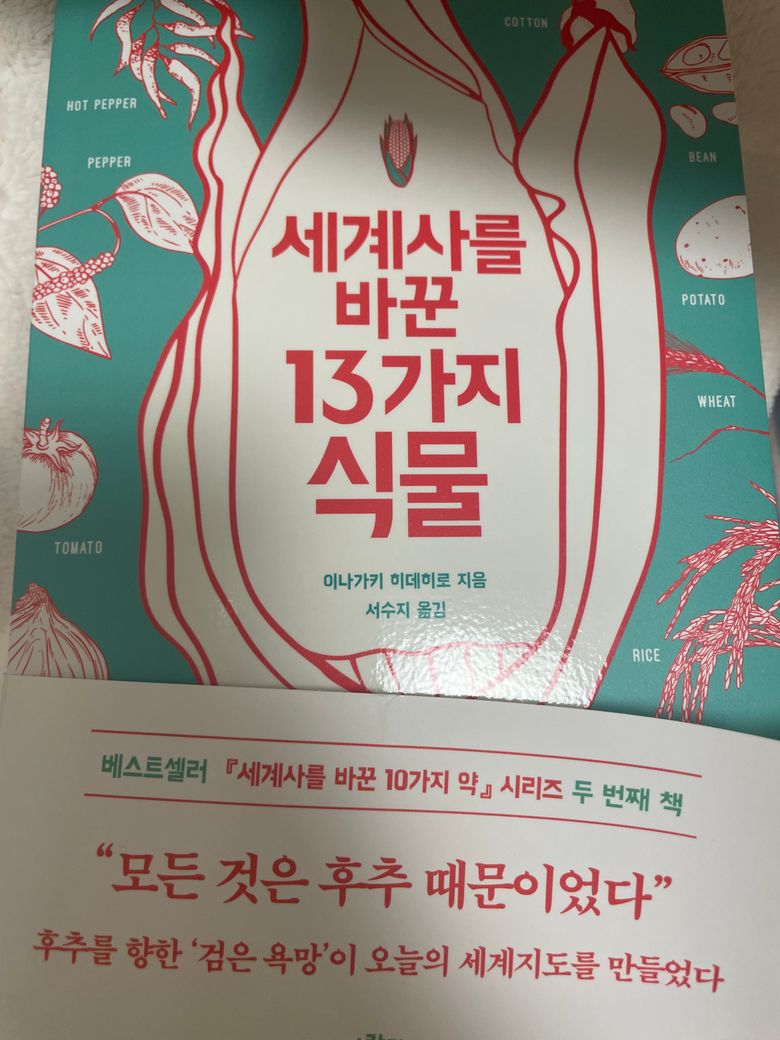 COTTON
HOT PEPPER
PEPPER
BEAN
세계사를
바꾼
13가지
식물
POTATO
WHEAT
TOMATO
이나가키 히데히로 지음
서수지 옮김
RICE
베스트셀러 『세계사를 바꾼 10가지 약』 시리즈 두 번째 책
“모든 것은 후추 때문이었다”
후추를 향한 ‘검은 욕망’이 오늘의 세계지도를 만들었다